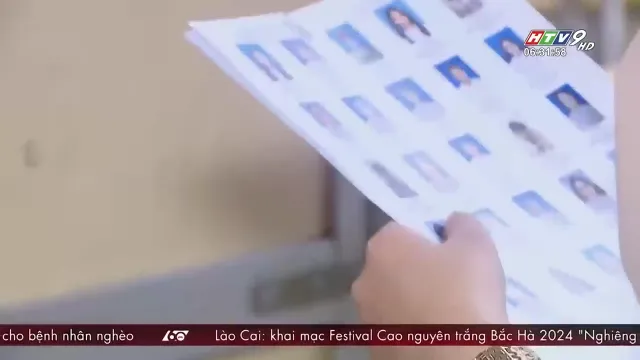 HTV9 HD
06:31:58
cho bệnh nhân nghèo 60 Lào Cai: khai mạc Festival Cao nguyên trắng Bắc Hà 2024 "Nghiêng